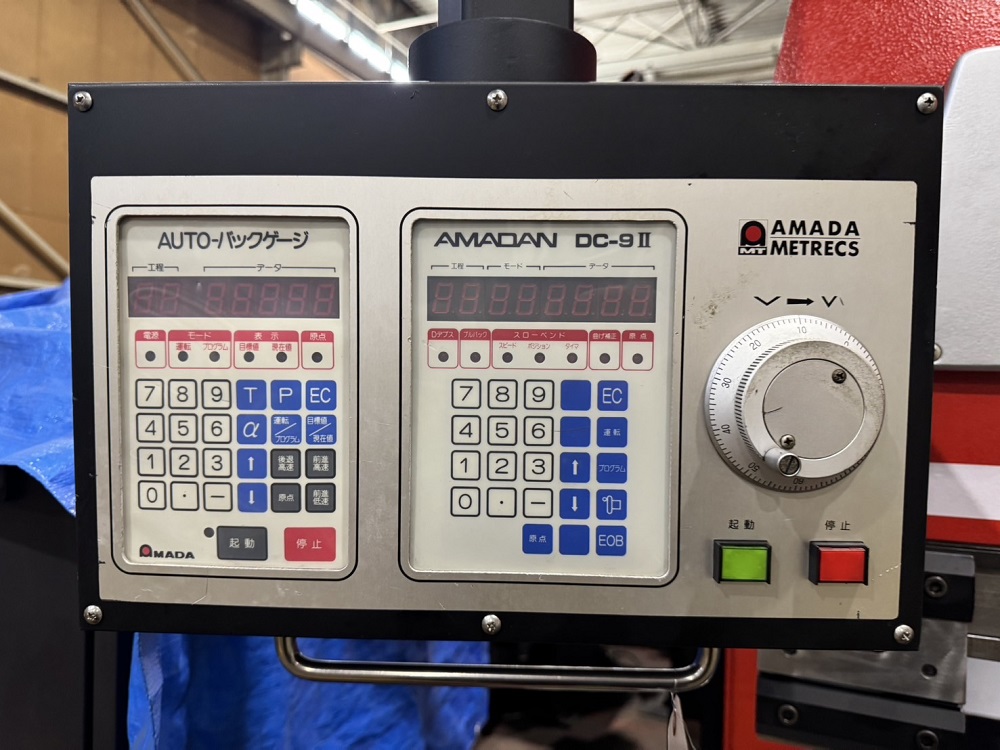 AUTO-バックゲージ
工程 データ
電源 モード 表示 原点
運転 プログラム 目標値 現在値
7 8 9 T P EC
4 5 6 α 運転/プログラム 目標値/現在値
1 2 3 ↑ 後退高速 前進高速
0 · − ↓ 原点 前進低速
AMADA 起動 停止
AMADAN DC-9 II
工程 モード データ
Dデプス プルバック スローベンド 曲げ補正 原点
スピード ポジション タイマ
7 8 9 EC
4 5 6 運転
1 2 3 ↑ プログラム
0 · − ↓
原点 EOB
MT AMADA
METRECS
10
20
30
40
50
60
起動 停止